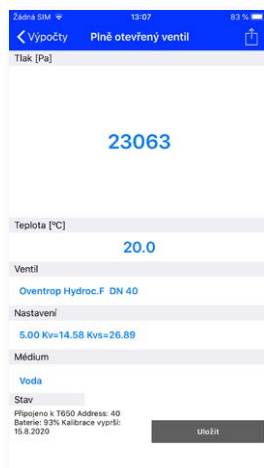 Žádná SIM 13:07 83 %
Výpočty Plně otevřený ventil
Tlak [Pa]
23063
Teplota [°C]
20.0
Ventil
Oventrop Hydroc.F DN 40
Nastavení
5.00 Kv=14.58 Kvs=26.89
Médium
Voda
Stav
Připojeno k T650 Address: 40
Baterie: 93% Kalibrace vyprší:
15.8.2020
Uložit